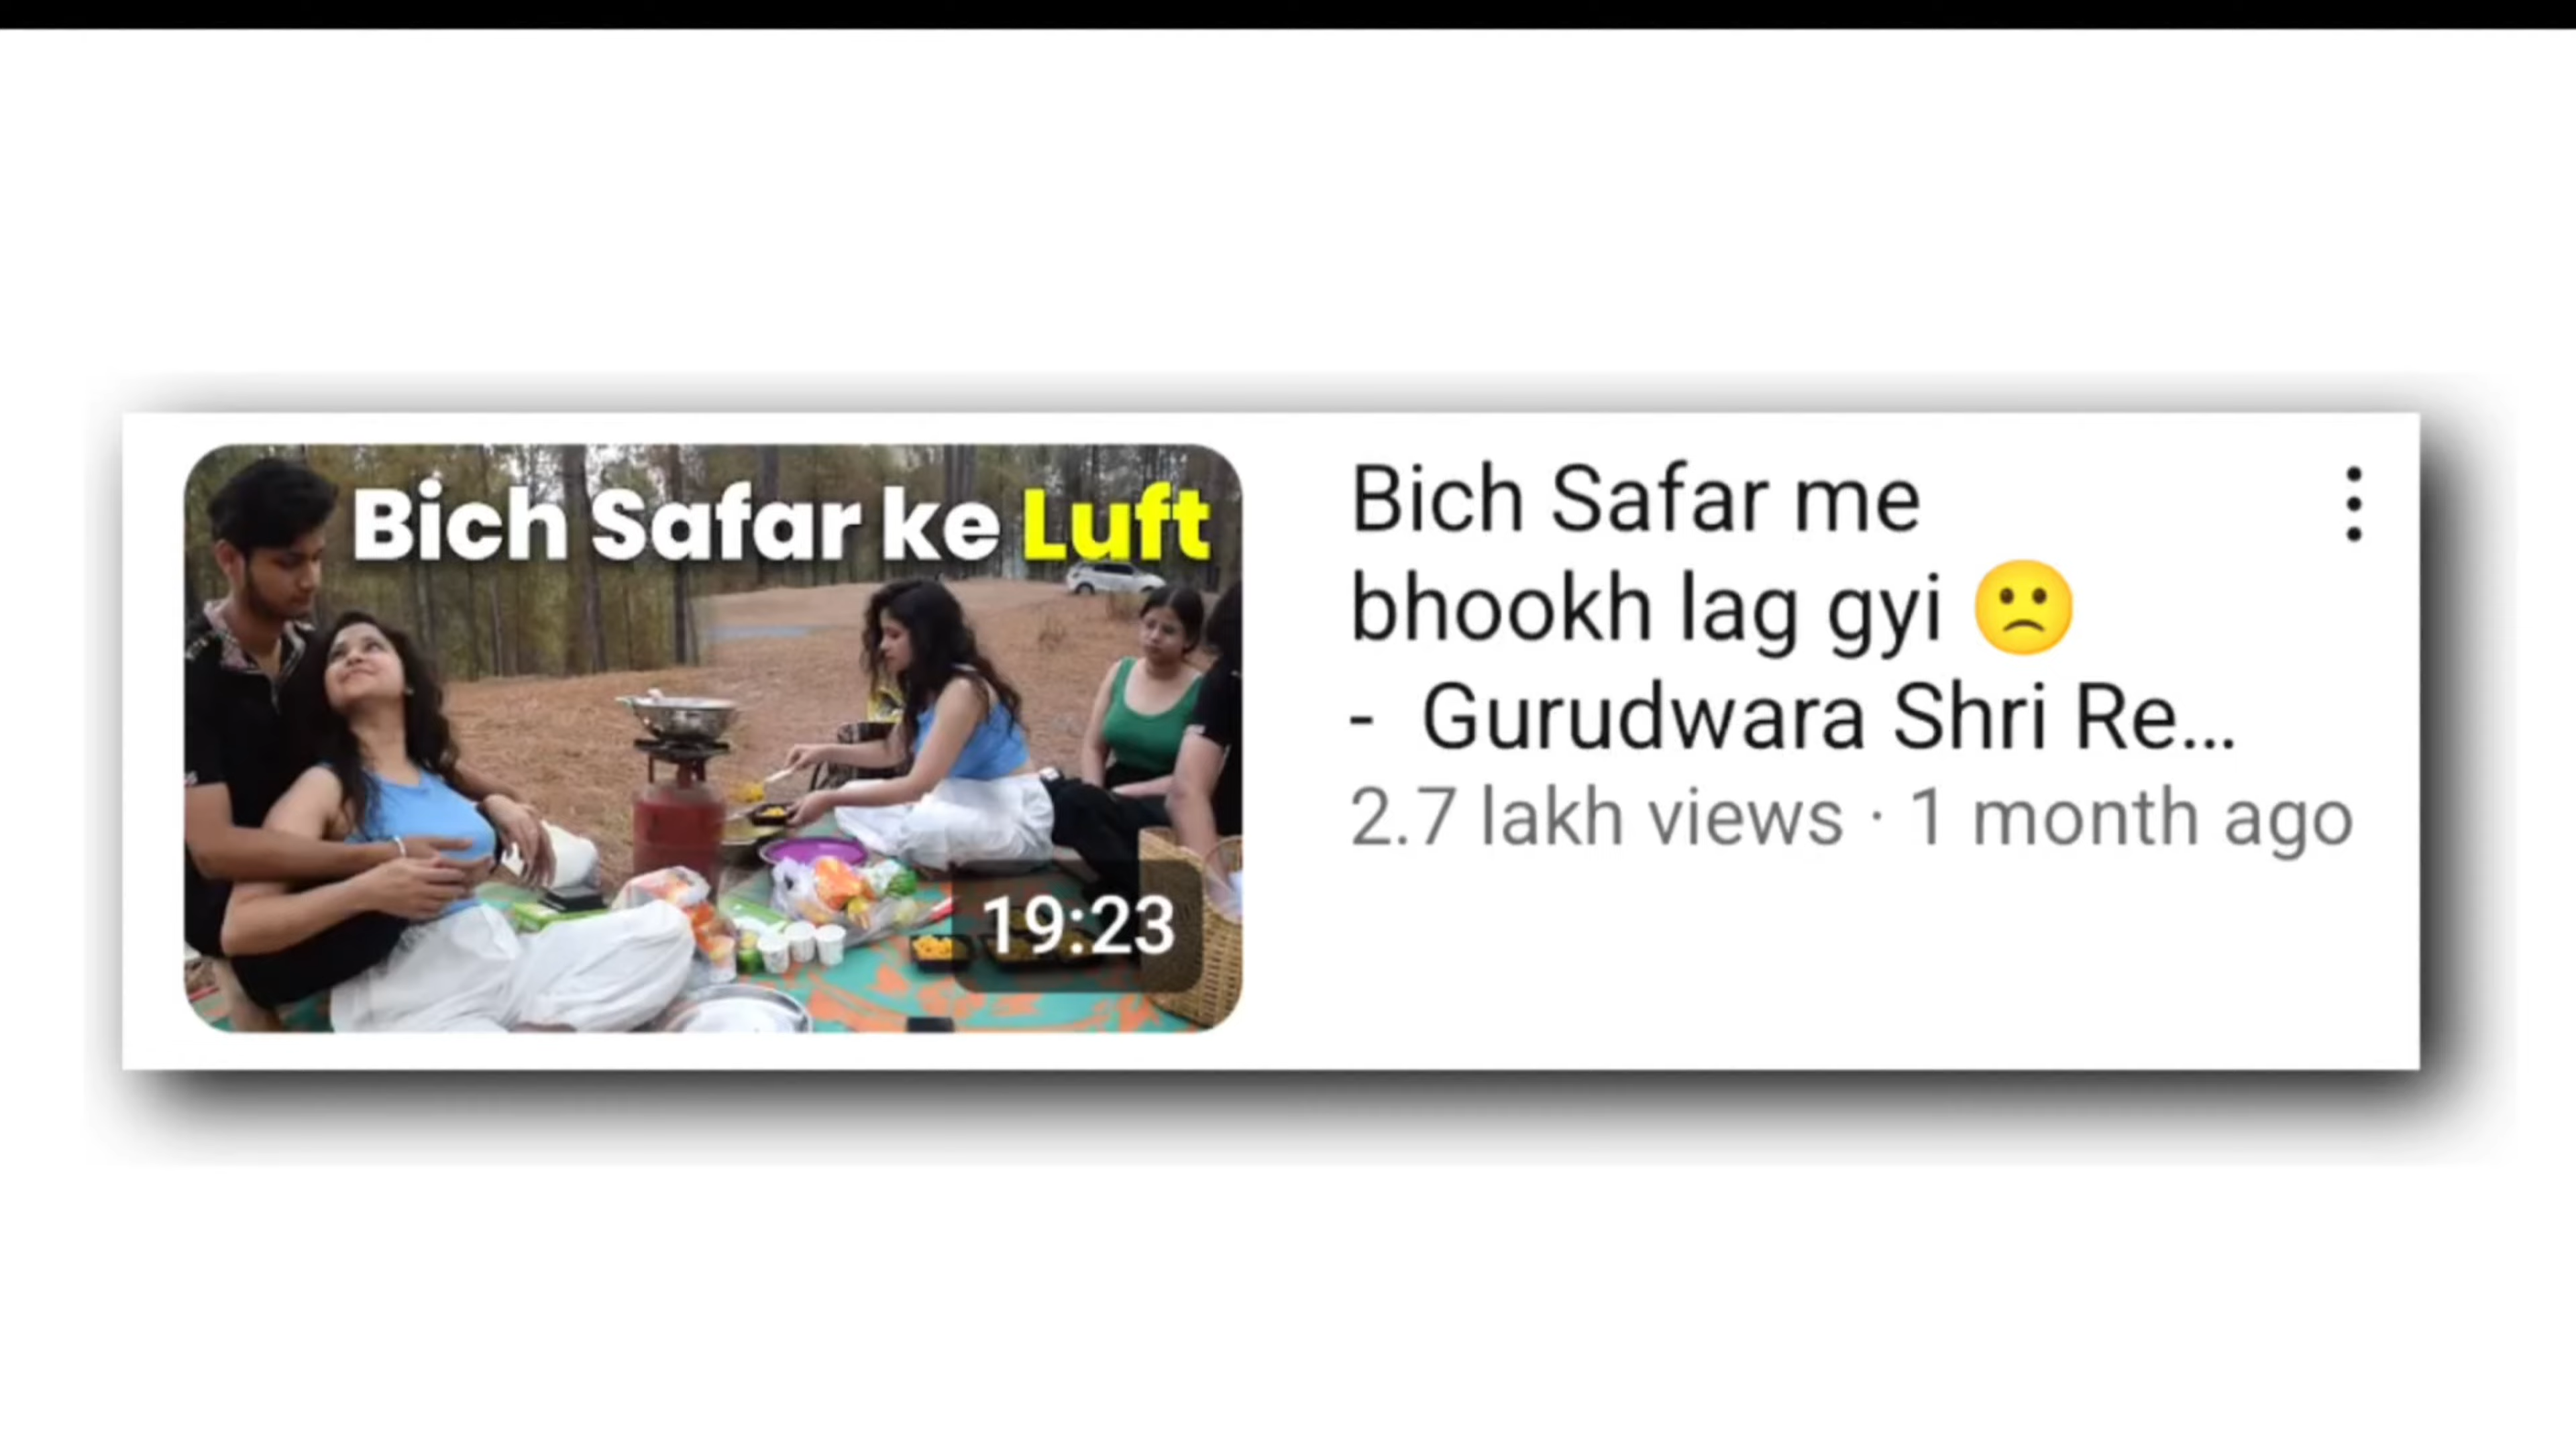 Bich Safar ke Luft
19:23
Bich Safar me
bhookh lag gyi 🙁
- Gurudwara Shri Re...
2.7 lakh views · 1 month ago